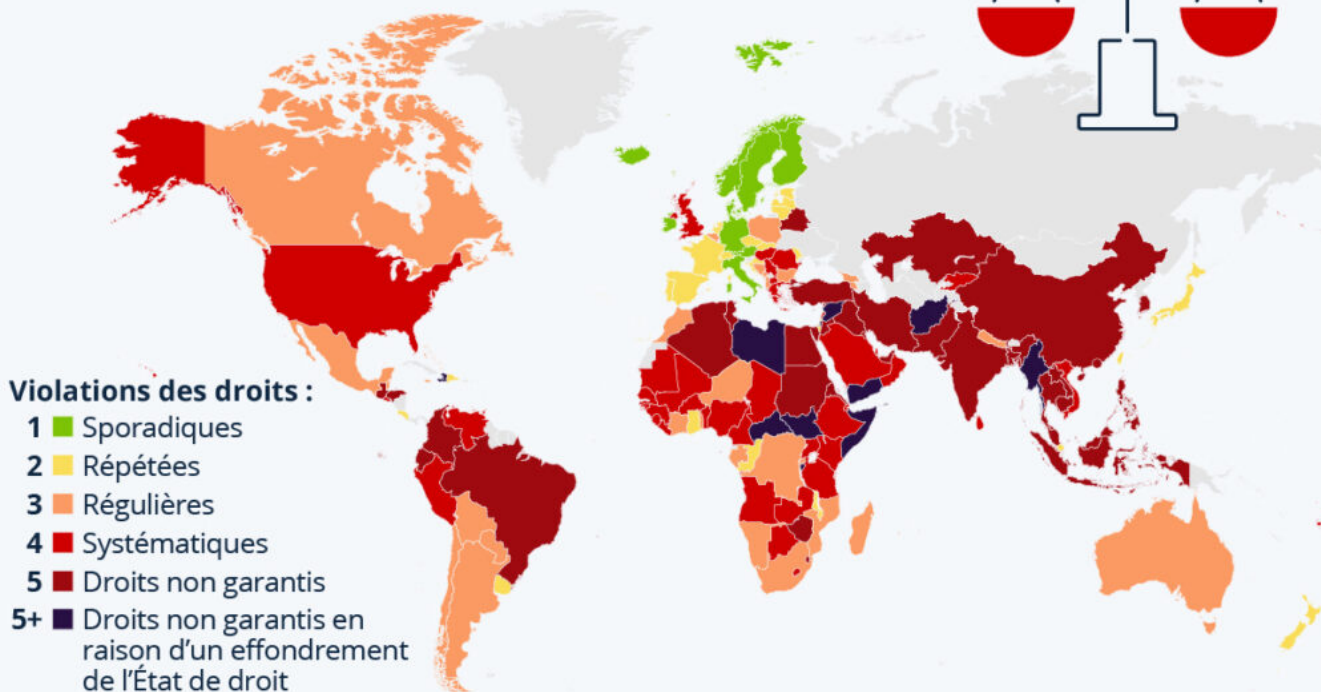 Violations des droits :
1 Sporadiques
2 Répétées
3 Régulières
4 Systématiques
5 Droits non garantis
5+ Droits non garantis en
raison d’un effondrement
de l’État de droit